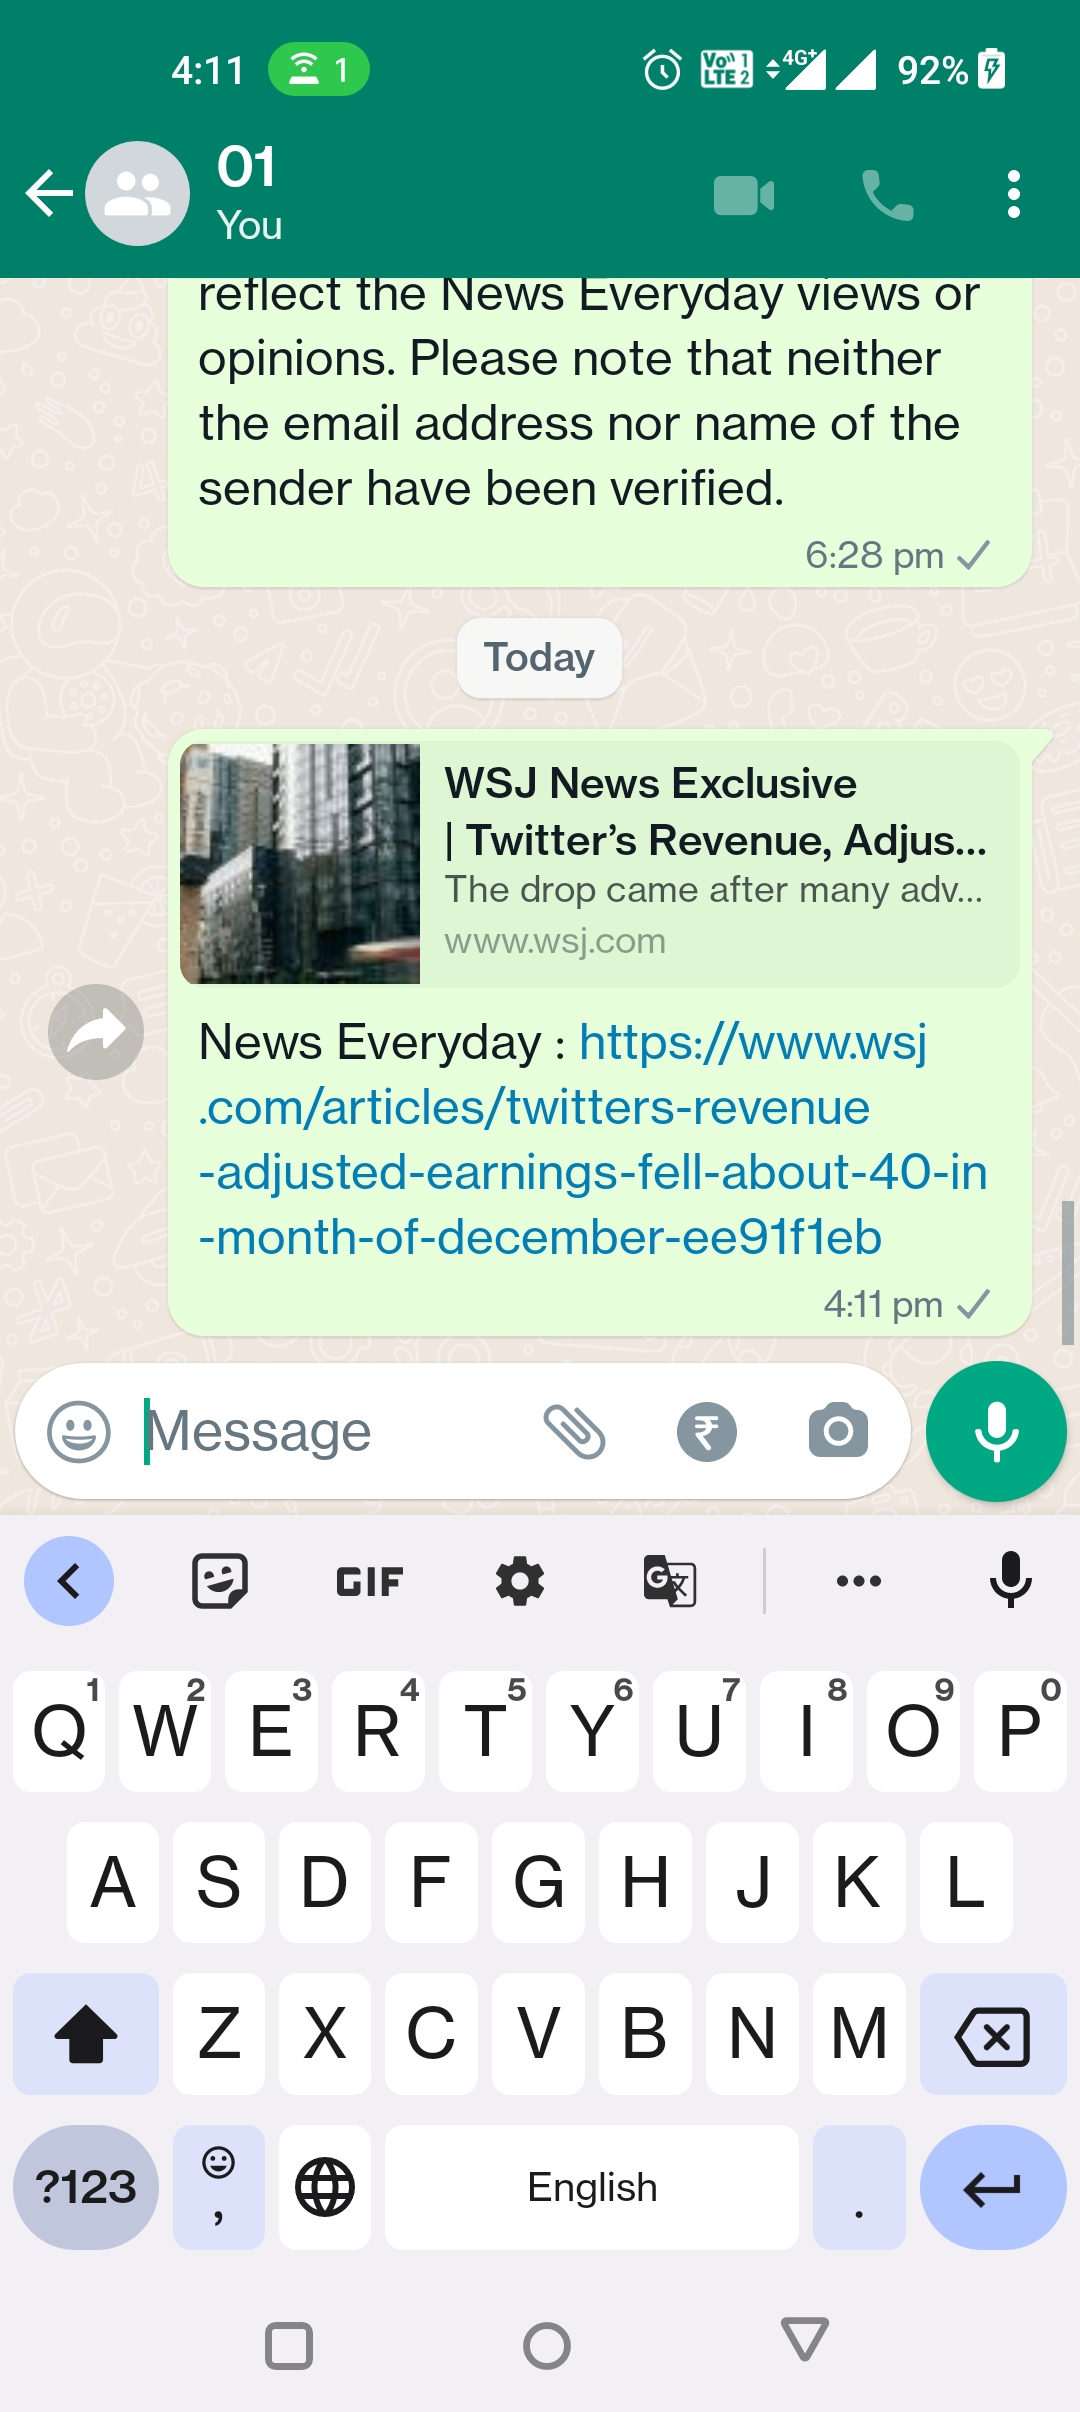 4:11 1 Vo)) 1 LTE 2 4G+ 92%
01
You
reflect the News Everyday views or
opinions. Please note that neither
the email address nor name of the
sender have been verified.
6:28 pm
Today
WSJ News Exclusive
| Twitter’s Revenue, Adjus...
The drop came after many adv...
www.wsj.com
News Everyday : https://www.wsj
.com/articles/twitters-revenue
-adjusted-earnings-fell-about-40-in
-month-of-december-ee91f1eb
4:11 pm
Message ₹
GIF G 文 ...
1 2 3 4 5 6 7 8 9 0
Q W E R T Y U I O P
A S D F G H J K L
Z X C V B N M
?123 , English .